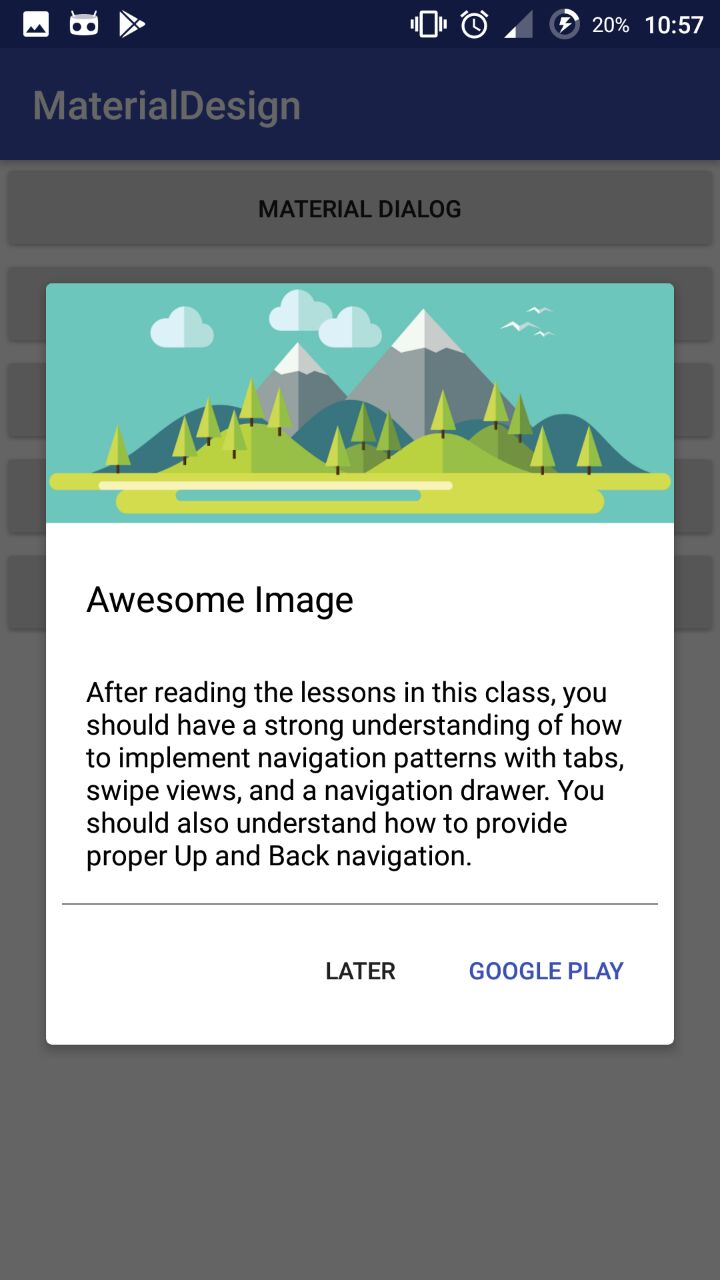 20% 10:57
MaterialDesign
MATERIAL DIALOG
Awesome Image
After reading the lessons in this class, you
should have a strong understanding of how
to implement navigation patterns with tabs,
swipe views, and a navigation drawer. You
should also understand how to provide
proper Up and Back navigation.
LATER GOOGLE PLAY